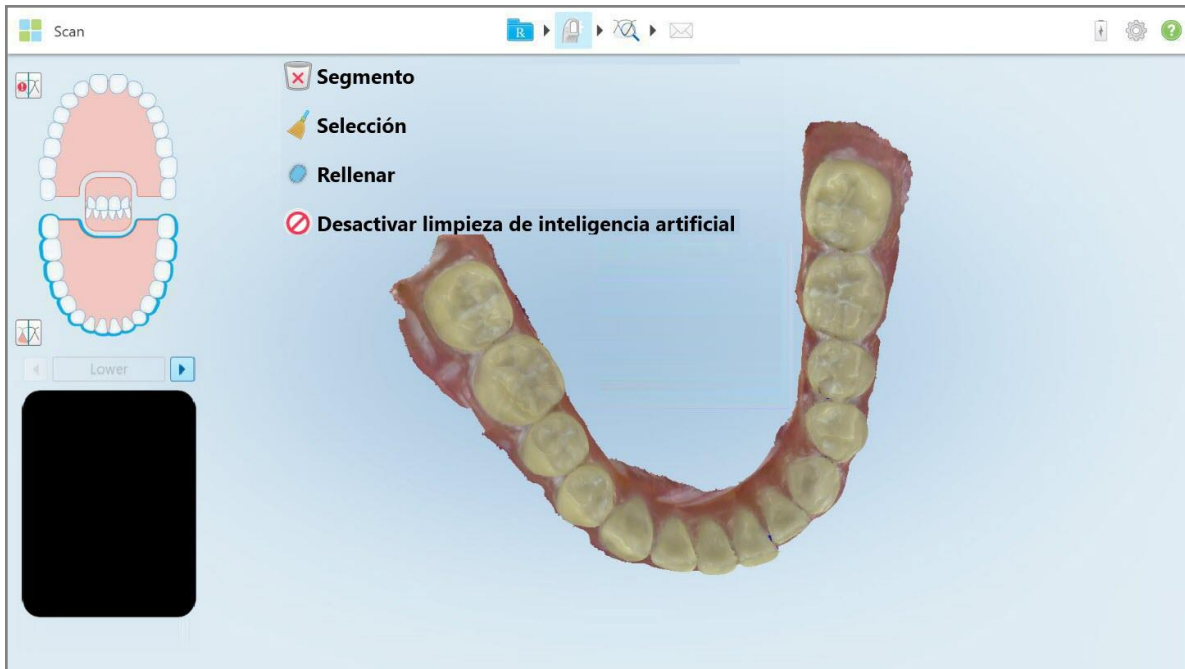 Scan
R
Segmento
Selección
Rellenar
Desactivar limpieza de inteligencia artificial
Lower